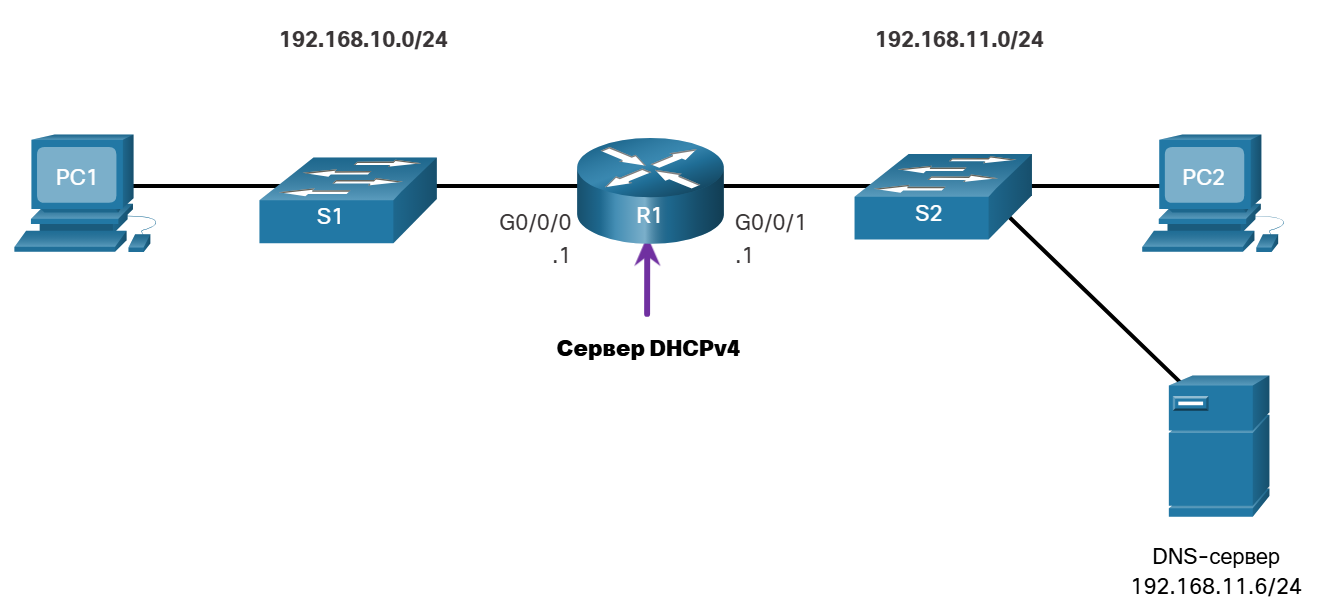 192.168.10.0/24
192.168.11.0/24
PC1
S1
R1
S2
PC2
G0/0/0
.1
G0/0/1
.1
Сервер DHCPv4
DNS-сервер
192.168.11.6/24